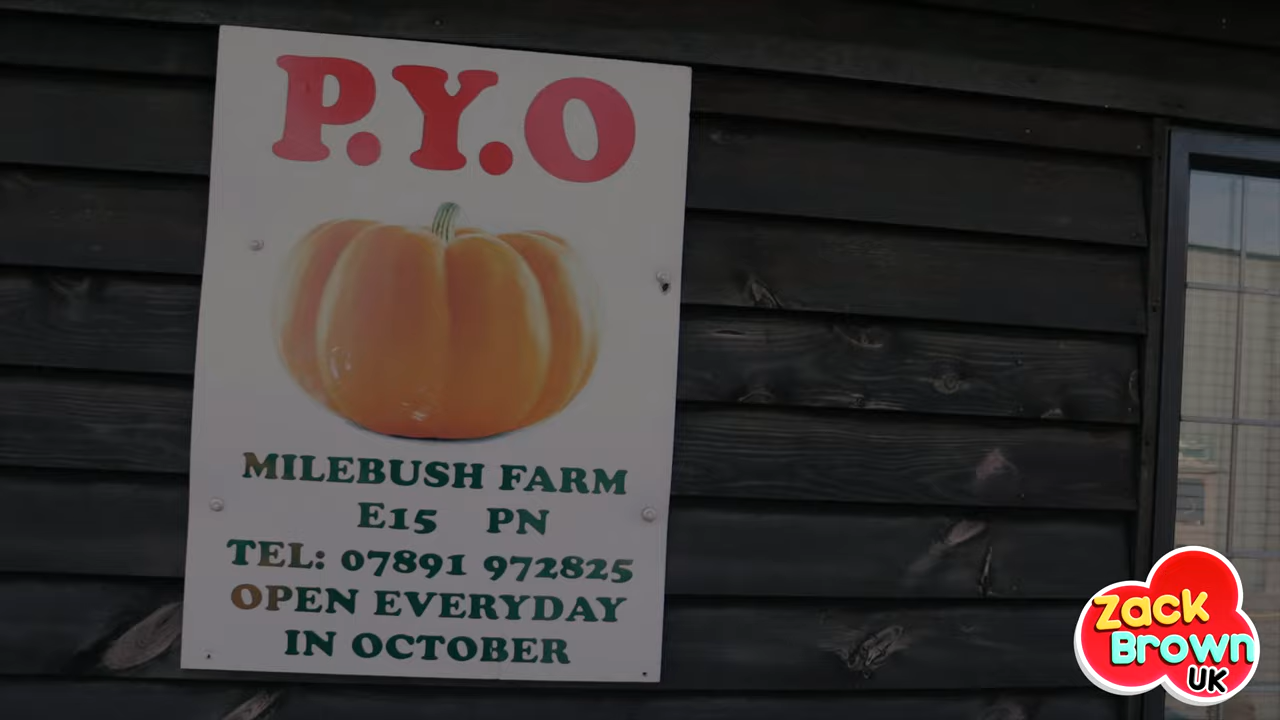 P.Y.O
MILEBUSH FARM
E15 PN
TEL: 07891 972825
OPEN EVERYDAY
IN OCTOBER
Zack
Brown
UK